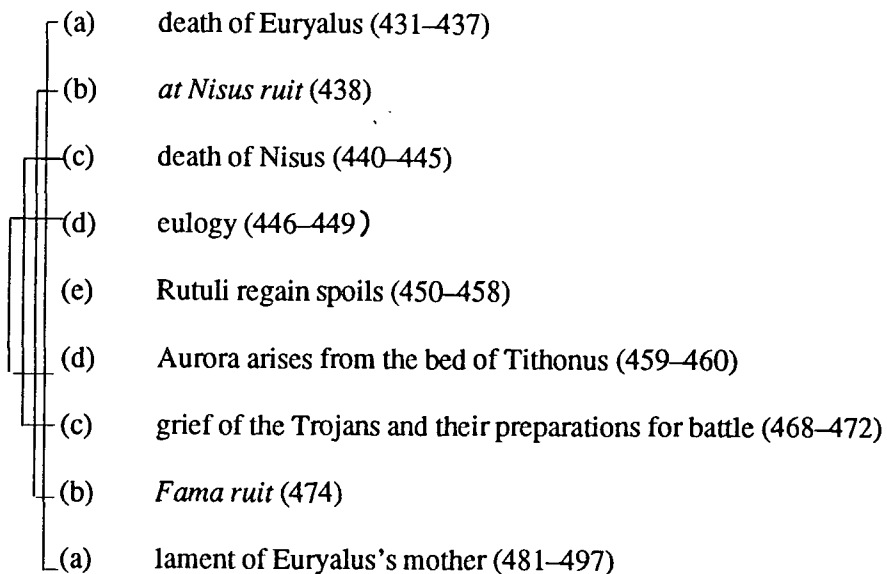 (a) death of Euryalus (431–437)
(b) at Nisus ruit (438)
(c) death of Nisus (440–445)
(d) eulogy (446–449)
(e) Rutuli regain spoils (450–458)
(d) Aurora arises from the bed of Tithonus (459–460)
(c) grief of the Trojans and their preparations for battle (468–472)
(b) Fama ruit (474)
(a) lament of Euryalus's mother (481–497)